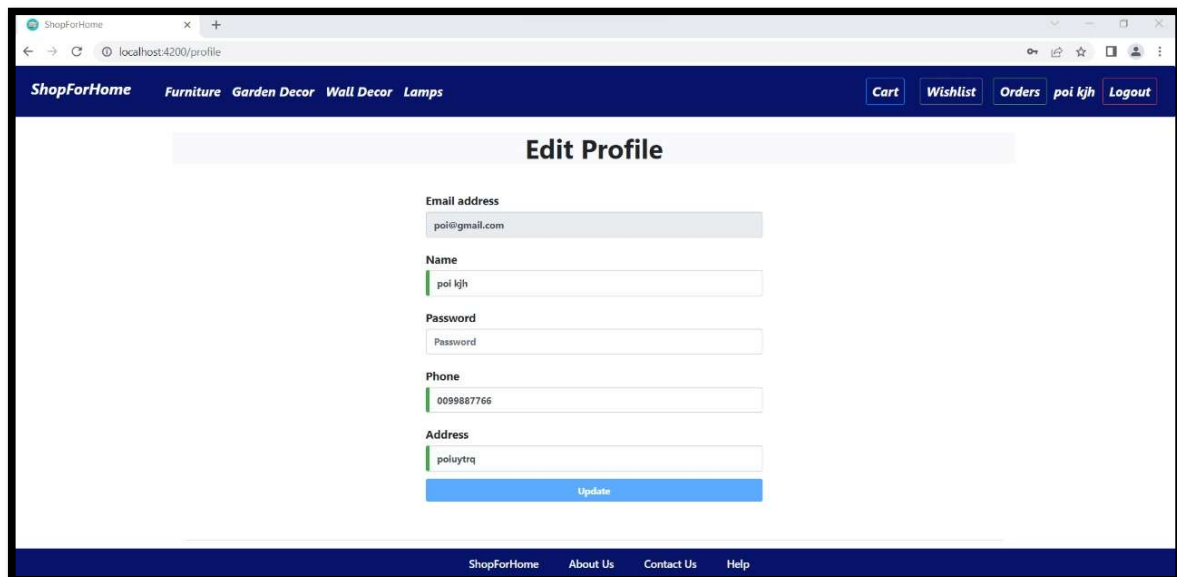 ShopForHome
localhost:4200/profile
ShopForHome Furniture Garden Decor Wall Decor Lamps Cart Wishlist Orders poi kjh Logout
Edit Profile
Email address
poi@gmail.com
Name
poi kjh
Password
Password
Phone
0099887766
Address
poiuytrq
Update
ShopForHome About Us Contact Us Help